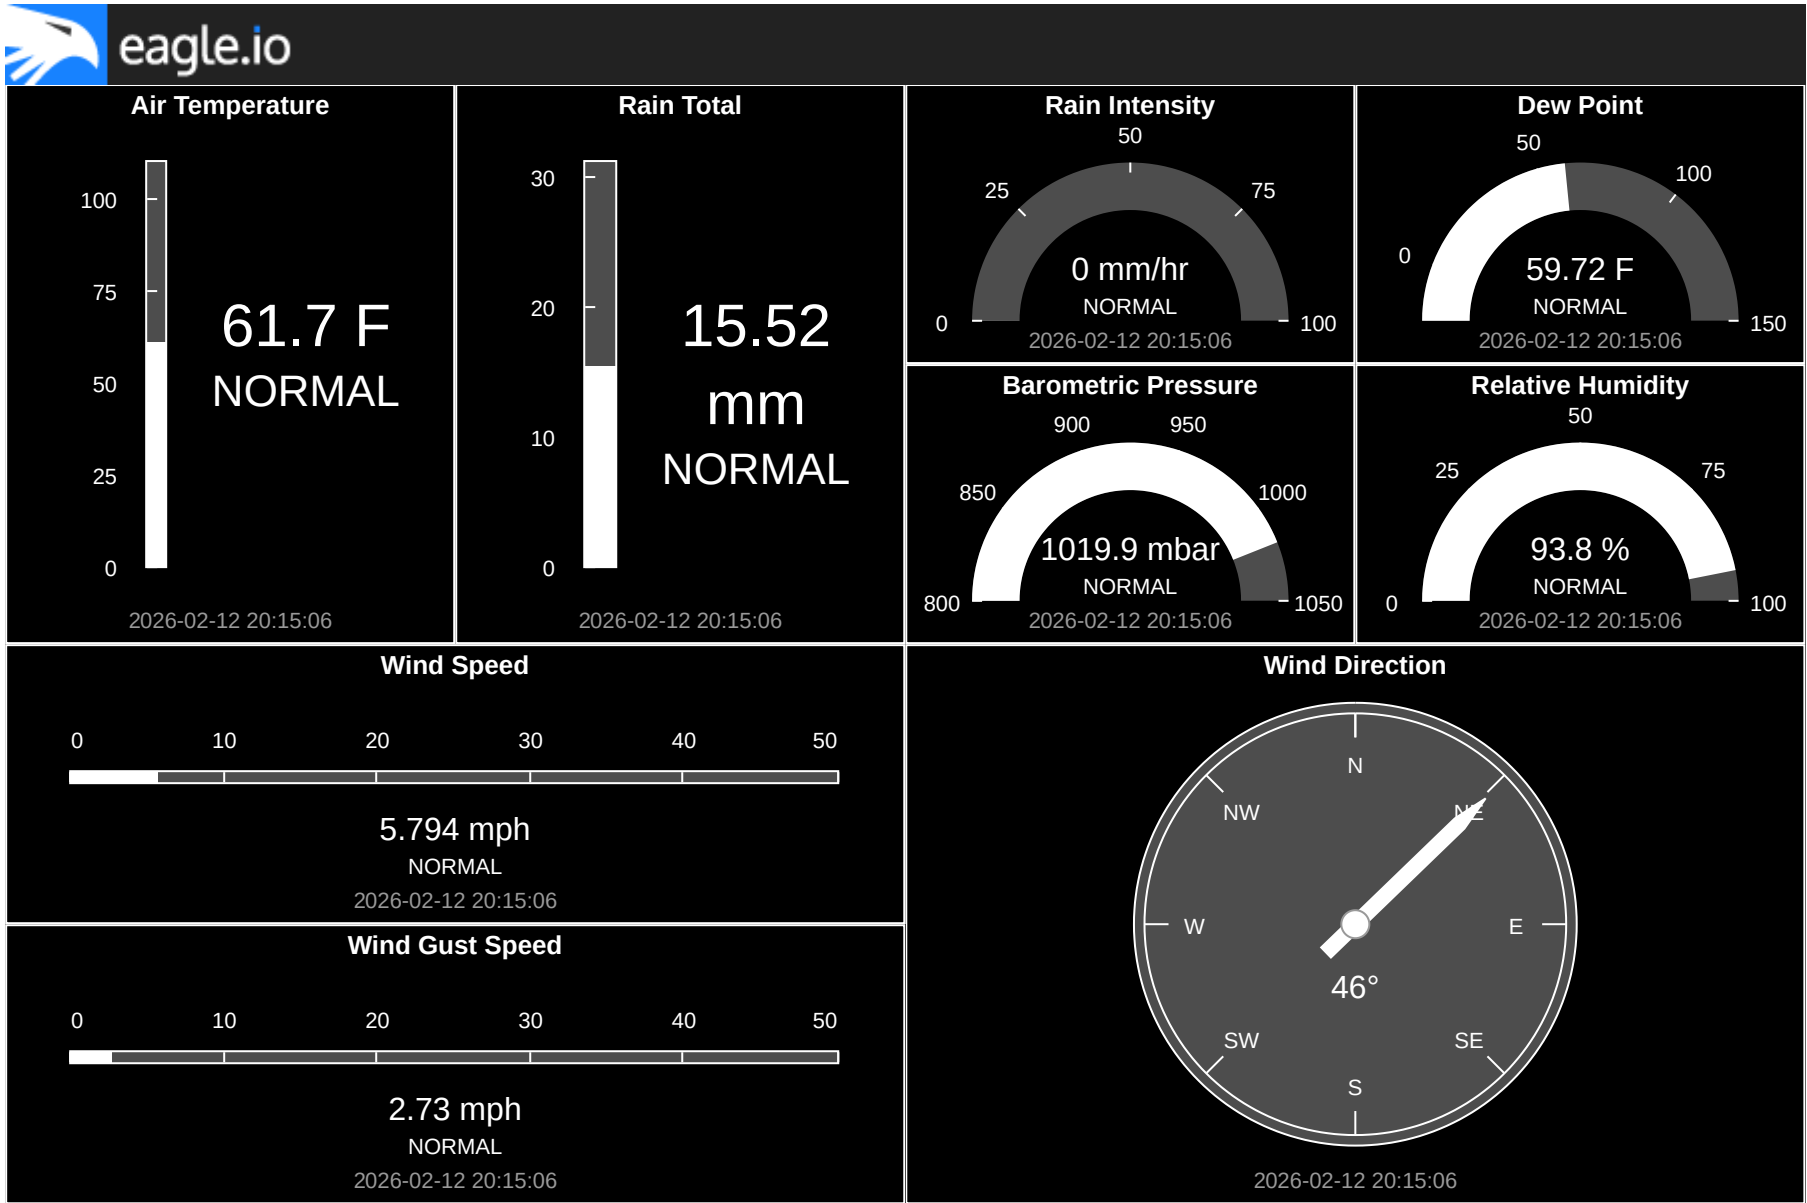 eagle.io
Air Temperature
100
75
50
25
0
61.7 F
NORMAL
2026-02-12 20:15:06
Rain Total
30
20
10
0
15.52
mm
NORMAL
2026-02-12 20:15:06
Rain Intensity
0
25
50
75
100
0 mm/hr
NORMAL
2026-02-12 20:15:06
Dew Point
0
50
100
150
59.72 F
NORMAL
2026-02-12 20:15:06
Barometric Pressure
800
850
900
950
1000
1050
1019.9 mbar
NORMAL
2026-02-12 20:15:06
Relative Humidity
0
25
50
75
100
93.8 %
NORMAL
2026-02-12 20:15:06
Wind Speed
0 10 20 30 40 50
5.794 mph
NORMAL
2026-02-12 20:15:06
Wind Gust Speed
0 10 20 30 40 50
2.73 mph
NORMAL
2026-02-12 20:15:06
Wind Direction
N
NW NE
W E
46°
SW SE
S
2026-02-12 20:15:06